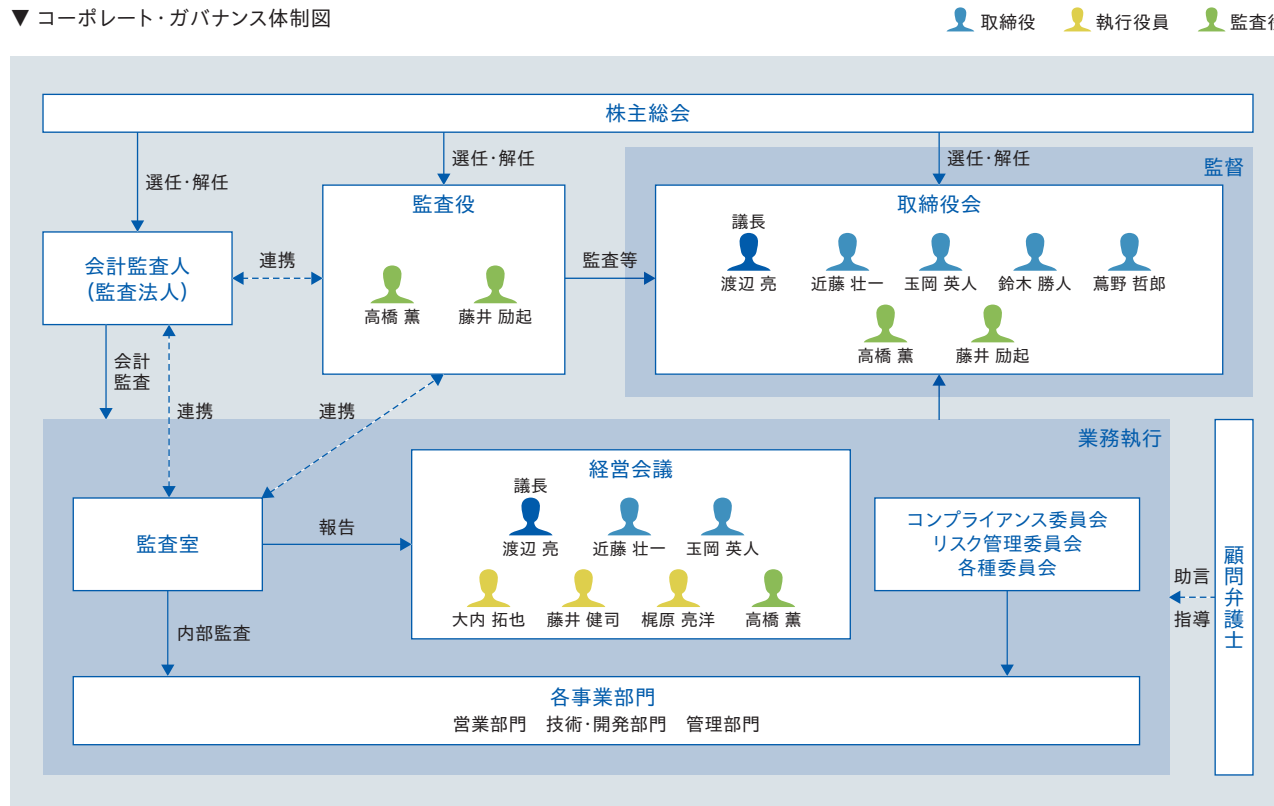 ▼ コーポレート・ガバナンス体制図
取締役 執行役員 監査役
株主総会
選任・解任
選任・解任
選任・解任
監督
監査役
高橋 薫 藤井 励起
取締役会
議長
渡辺 亮 近藤 壮一 玉岡 英人 鈴木 勝人 蔦野 哲郎
高橋 薫 藤井 励起
会計監査人
(監査法人)
連携
監査等
会計
監査
連携
連携
業務執行
経営会議
議長
渡辺 亮 近藤 壮一 玉岡 英人
大内 拓也 藤井 健司 梶原 亮洋 高橋 薫
監査室
報告
内部監査
コンプライアンス委員会
リスク管理委員会
各種委員会
助言
指導
顧問弁護士
各事業部門
営業部門 技術・開発部門 管理部門